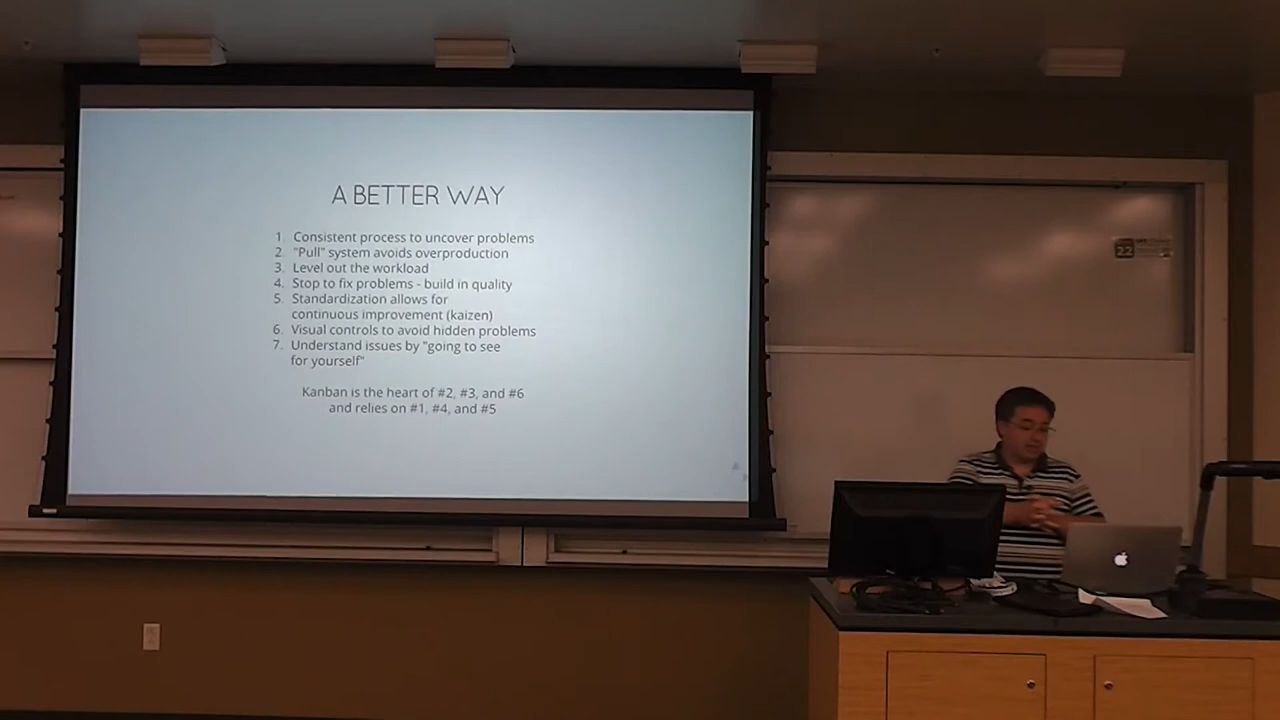 A BETTER WAY
1. Consistent process to uncover problems
2. "Pull" system avoids overproduction
3. Level out the workload
4. Stop to fix problems - build in quality
5. Standardization allows for
continuous improvement (kaizen)
6. Visual controls to avoid hidden problems
7. Understand issues by "going to see
for yourself"
Kanban is the heart of #2, #3, and #6
and relies on #1, #4, and #5
22